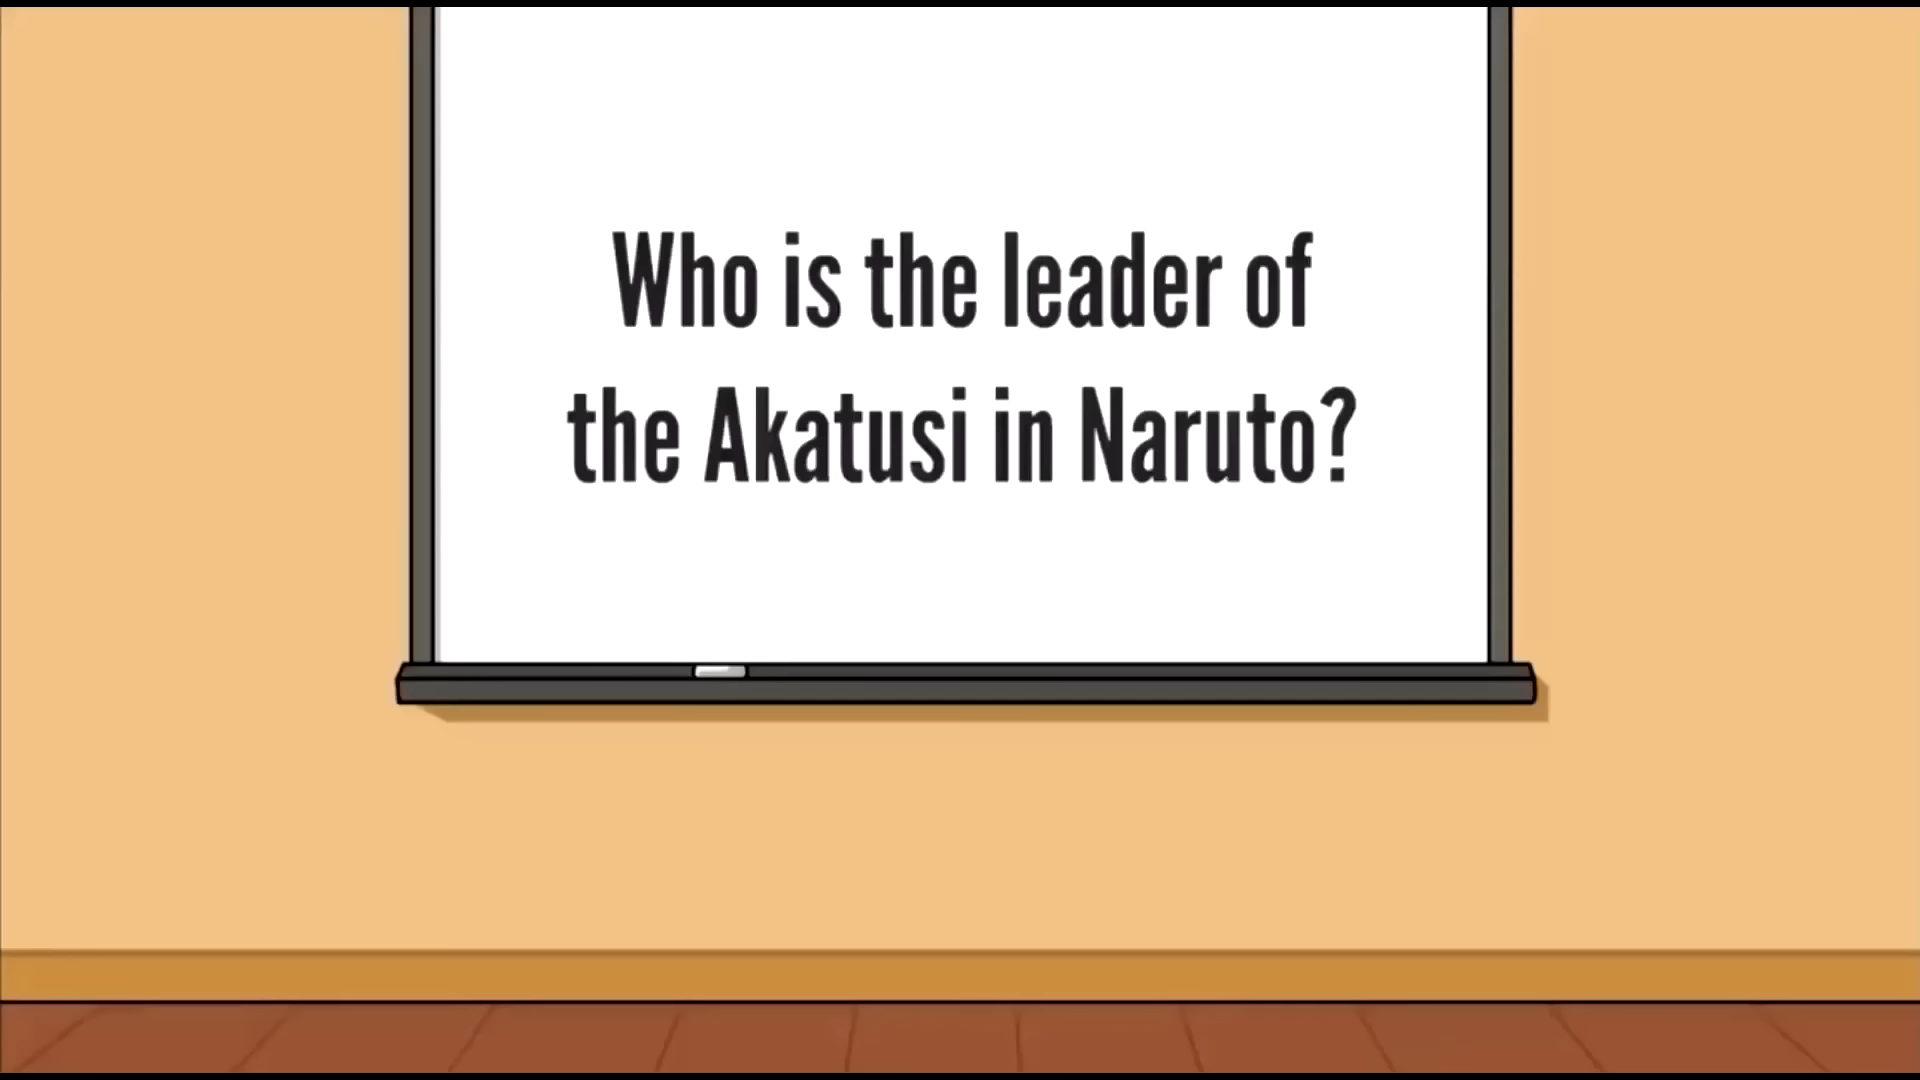 Who is the leader of
the Akatusi in Naruto?